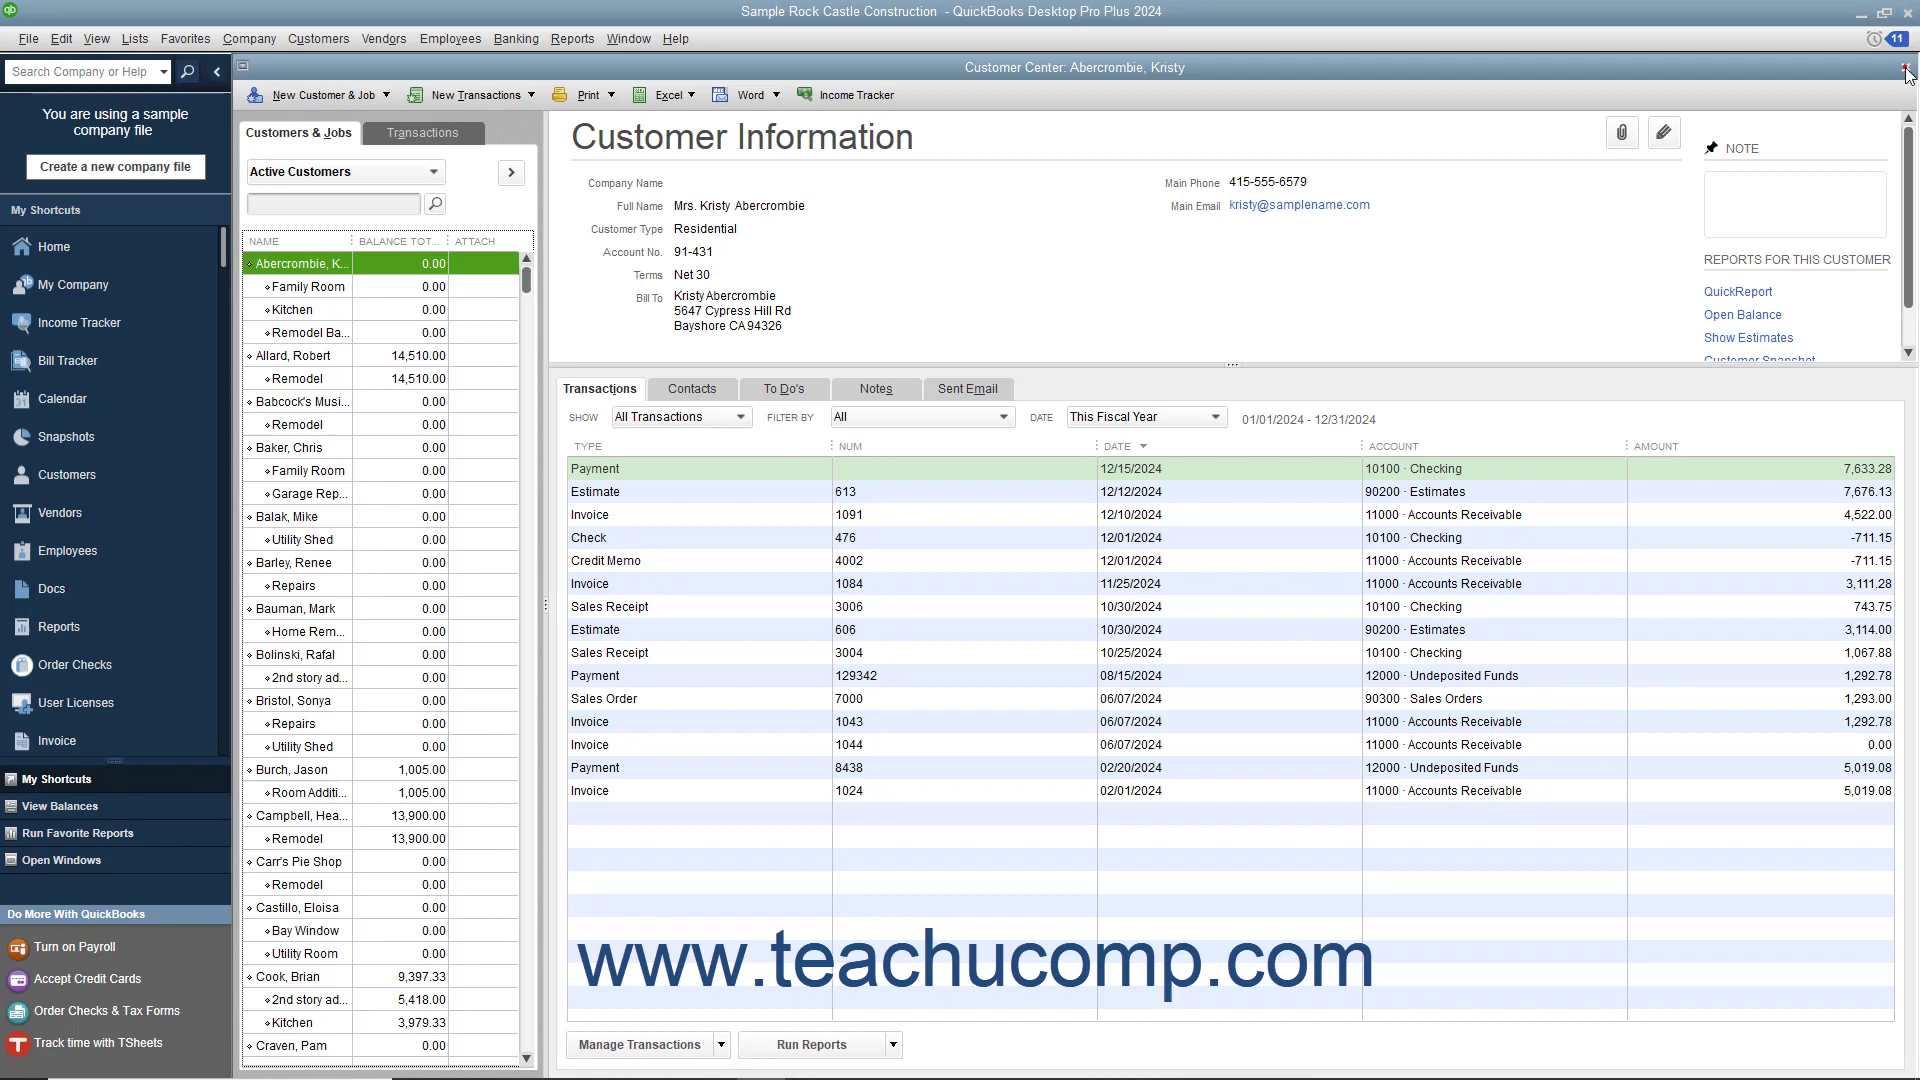 Sample Rock Castle Construction - QuickBooks Desktop Pro Plus 2024
File Edit View Lists Favorites Company Customers Vendors Employees Banking Reports Window Help
11
Search Company or Help
Customer Center: Abercrombie, Kristy
New Customer & Job New Transactions Print Excel Word Income Tracker
You are using a sample
company file
Create a new company file
My Shortcuts
Home
My Company
Income Tracker
Bill Tracker
Calendar
Snapshots
Customers
Vendors
Employees
Docs
Reports
Order Checks
User Licenses
Invoice
My Shortcuts
View Balances
Run Favorite Reports
Open Windows
Do More With QuickBooks
Turn on Payroll
Accept Credit Cards
Order Checks & Tax Forms
Track time with TSheets
Customers & Jobs Transactions
Active Customers
NAME BALANCE TOT... ATTACH
Abercrombie, K... 0.00
Family Room 0.00
Kitchen 0.00
Remodel Ba... 0.00
Allard, Robert 14,510.00
Remodel 14,510.00
Babcock's Musi... 0.00
Remodel 0.00
Baker, Chris 0.00
Family Room 0.00
Garage Rep... 0.00
Balak, Mike 0.00
Utility Shed 0.00
Barley, Renee 0.00
Repairs 0.00
Bauman, Mark 0.00
Home Rem... 0.00
Bolinski, Rafal 0.00
2nd story ad... 0.00
Bristol, Sonya 0.00
Repairs 0.00
Utility Shed 0.00
Burch, Jason 1,005.00
Room Additi... 1,005.00
Campbell, Hea... 13,900.00
Remodel 13,900.00
Carr's Pie Shop 0.00
Remodel 0.00
Castillo, Eloisa 0.00
Bay Window 0.00
Utility Room 0.00
Cook, Brian 9,397.33
2nd story ad... 5,418.00
Kitchen 3,979.33
Craven, Pam 0.00
Customer Information
Company Name
Full Name Mrs. Kristy Abercrombie
Customer Type Residential
Account No. 91-431
Terms Net 30
Bill To Kristy Abercrombie
5647 Cypress Hill Rd
Bayshore CA 94326
Main Phone 415-555-6579
Main Email kristy@samplename.com
NOTE
REPORTS FOR THIS CUSTOMER
QuickReport
Open Balance
Show Estimates
Customer Snapshot
Transactions Contacts To Do's Notes Sent Email
SHOW All Transactions FILTER BY All DATE This Fiscal Year 01/01/2024 - 12/31/2024
TYPE NUM DATE ACCOUNT AMOUNT
Payment 12/15/2024 10100 · Checking 7,633.28
Estimate 613 12/12/2024 90200 · Estimates 7,676.13
Invoice 1091 12/10/2024 11000 · Accounts Receivable 4,522.00
Check 476 12/01/2024 10100 · Checking -711.15
Credit Memo 4002 12/01/2024 11000 · Accounts Receivable -711.15
Invoice 1084 11/25/2024 11000 · Accounts Receivable 3,111.28
Sales Receipt 3006 10/30/2024 10100 · Checking 743.75
Estimate 606 10/30/2024 90200 · Estimates 3,114.00
Sales Receipt 3004 10/25/2024 10100 · Checking 1,067.88
Payment 129342 08/15/2024 12000 · Undeposited Funds 1,292.78
Sales Order 7000 06/07/2024 90300 · Sales Orders 1,293.00
Invoice 1043 06/07/2024 11000 · Accounts Receivable 1,292.78
Invoice 1044 06/07/2024 11000 · Accounts Receivable 0.00
Payment 8438 02/20/2024 12000 · Undeposited Funds 5,019.08
Invoice 1024 02/01/2024 11000 · Accounts Receivable 5,019.08
www.teachucomp.com
Manage Transactions Run Reports